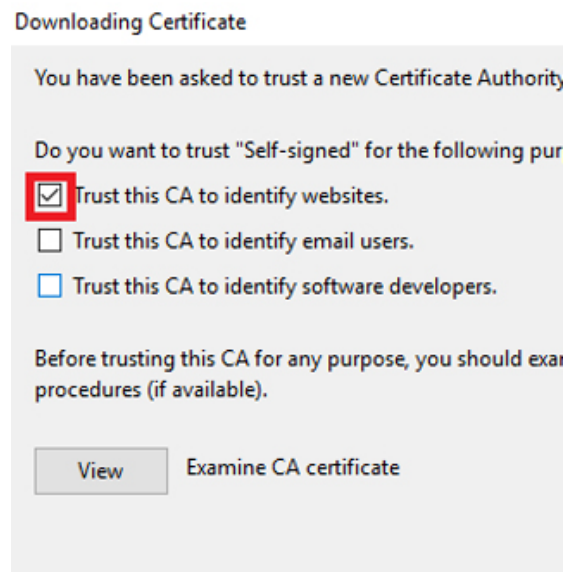 Downloading Certificate
You have been asked to trust a new Certificate Authority
Do you want to trust "Self-signed" for the following
Trust this CA to identify websites.
Trust this CA to identify email users.
Trust this CA to identify software developers.
Before trusting this CA for any purpose, you should
procedures (if available).
View Examine CA certificate